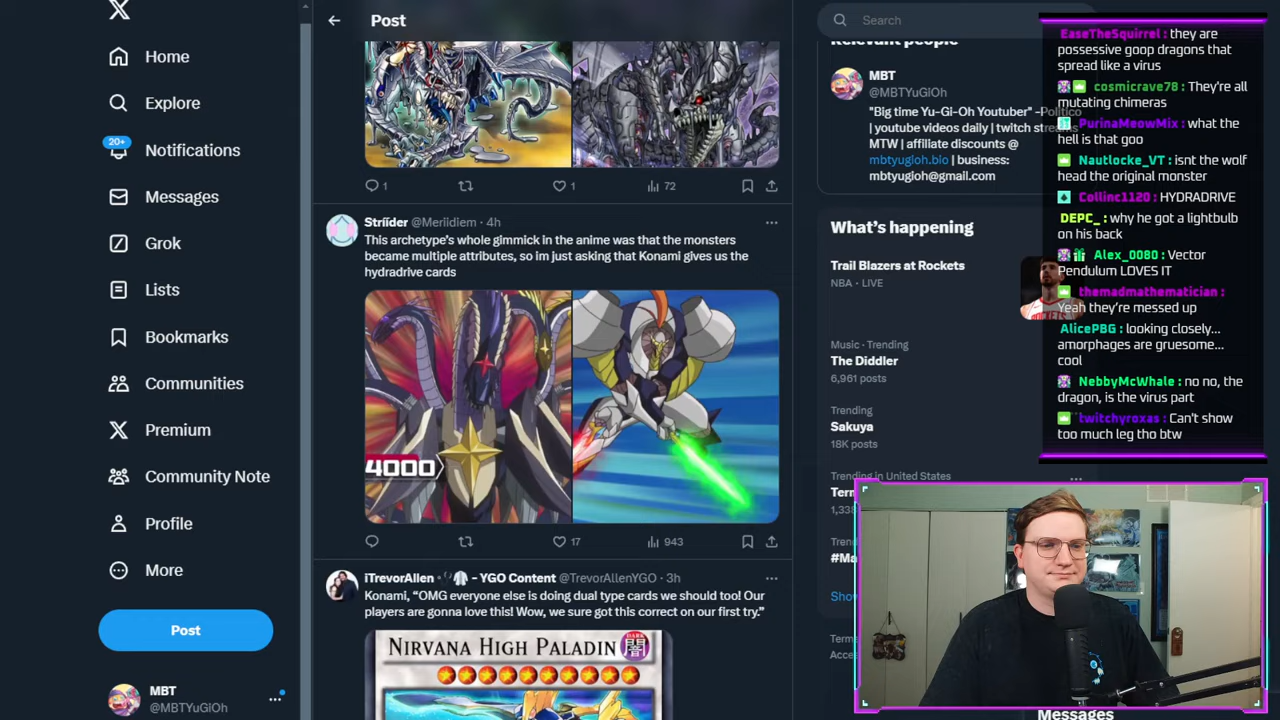 Home
Explore
20+
Notifications
Messages
Grok
Lists
Bookmarks
Communities
Premium
Community Note
Profile
More
Post
MBT
@MBTYuGiOh
Post
1
1
72
Stríider @Meriidiem · 4h
This archetype's whole gimmick in the anime was that the monsters
became multiple attributes, so im just asking that Konami gives us the
hydradrive cards
4000
17
943
iTrevorAllen - YGO Content @TrevorAllenYGO · 3h
Konami, "OMG everyone else is doing dual type cards we should too! Our
players are gonna love this! Wow, we sure got this correct on our first try."
NIRVANA HIGH PALADIN
DARK
闇
Search
Relevant people
MBT
@MBTYuGiOh
"Big time Yu-Gi-Oh Youtuber" -Politico
| youtube videos daily | twitch streams
MTW | affiliate discounts @
mbtyugioh.bio | business:
mbtyugioh@gmail.com
What's happening
Trail Blazers at Rockets
NBA · LIVE
Music · Trending
The Diddler
6,961 posts
Trending
Sakuya
18K posts
Trending in United States
Messages
EaseTheSquirrel : they are
possessive goop dragons that
spread like a virus
cosmicrave78 : They're all
mutating chimeras
PurinaMeowMix : what the
hell is that goo
Nautlocke_VT : isnt the wolf
head the original monster
Collinc1120 : HYDRADRIVE
DEPC_ : why he got a lightbulb
on his back
Alex_0080 : Vector
Pendulum LOVES IT
themadmathematician :
Yeah they're messed up
AlicePBG : looking closely...
amorphages are gruesome...
cool
NebbyMcWhale : no no, the
dragon, is the virus part
twitchyroxas : Can't show
too much leg tho btw